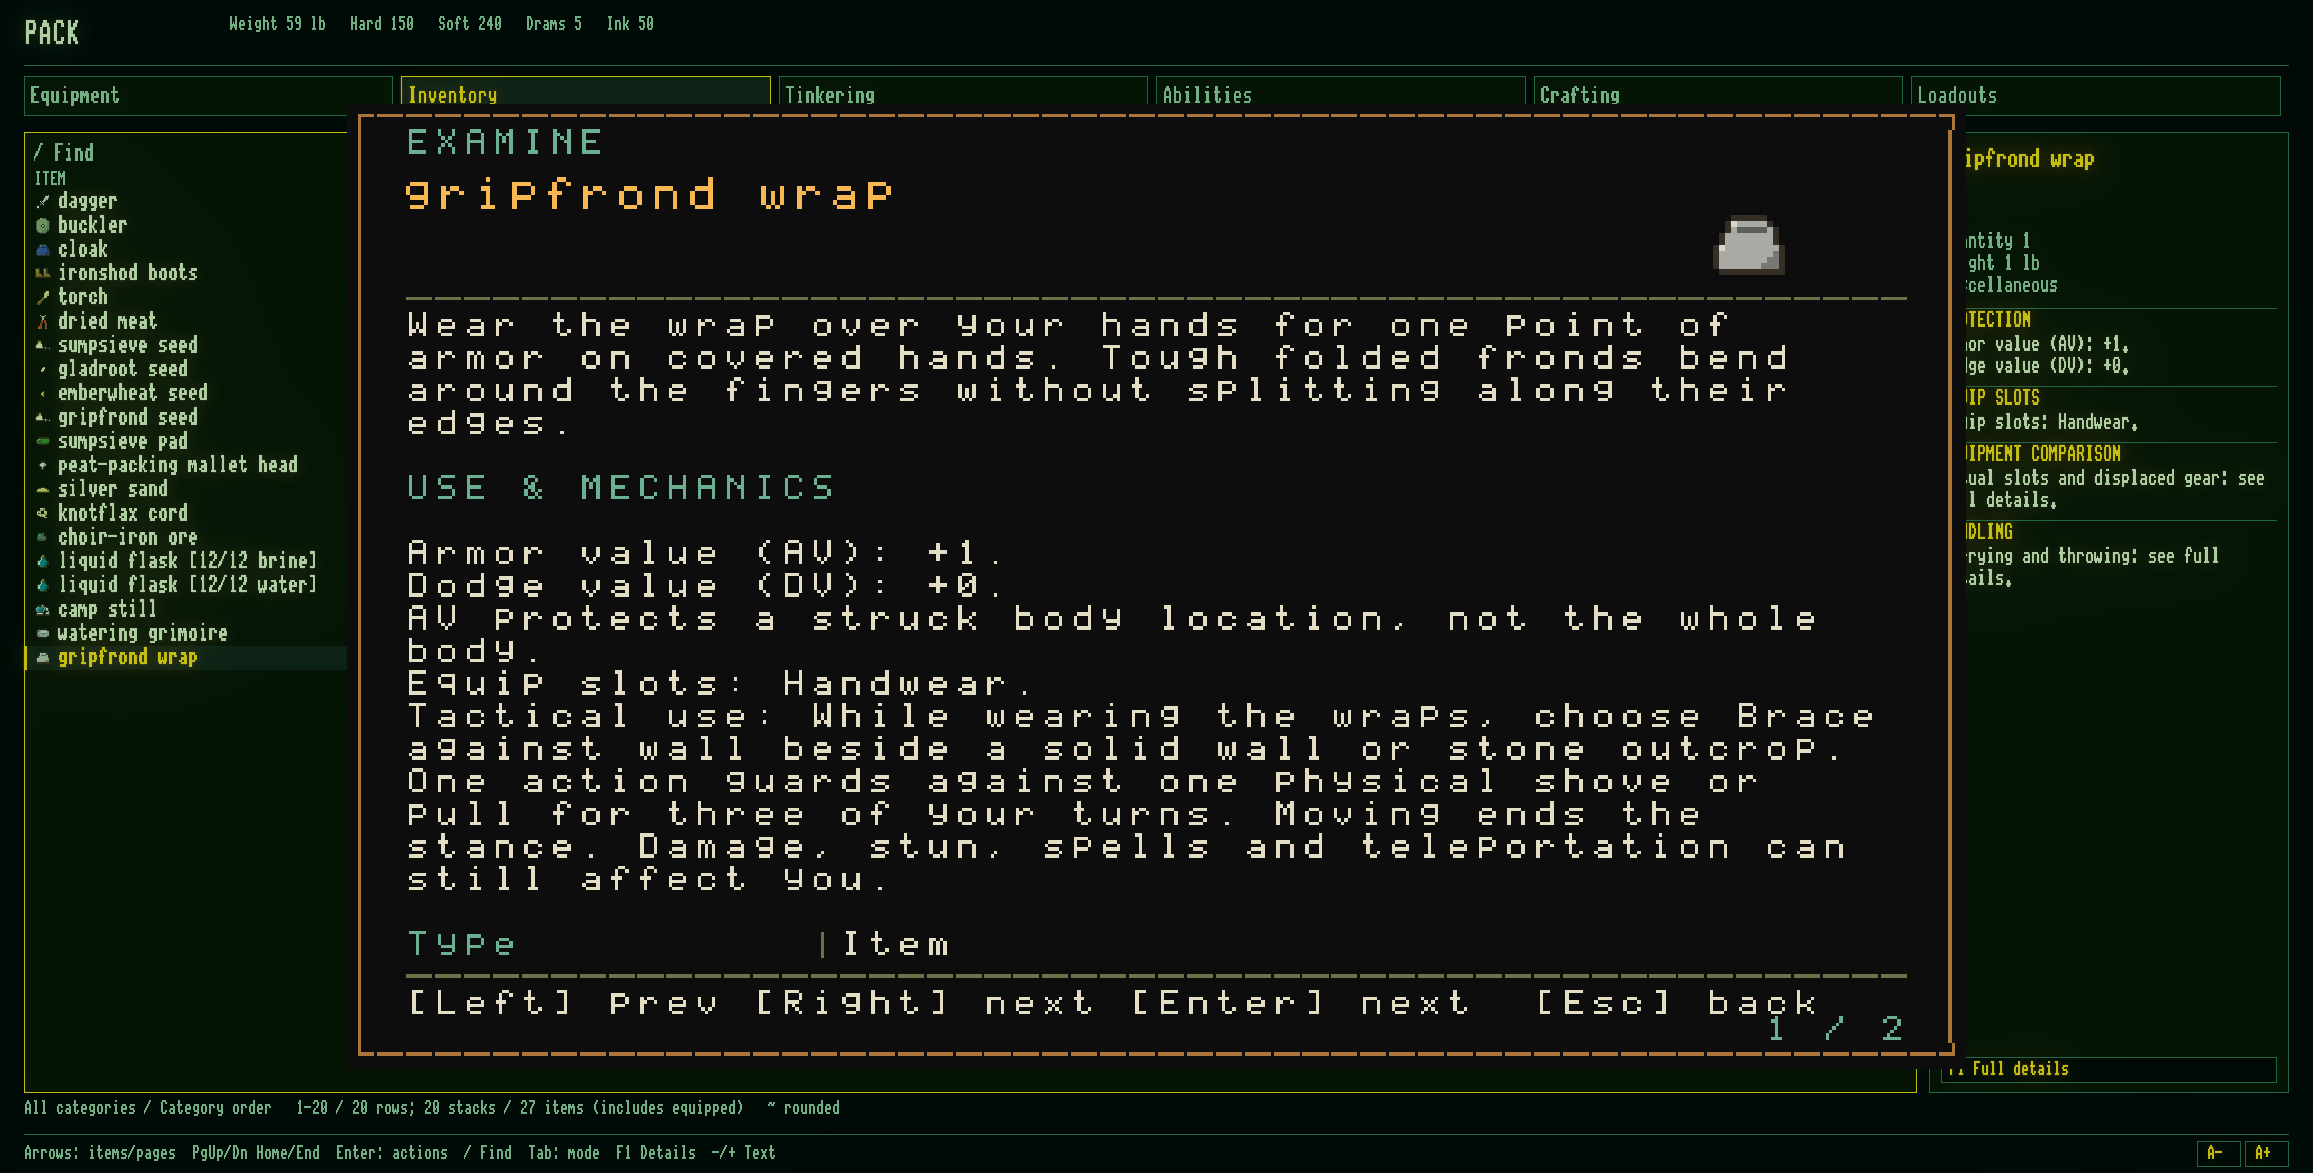 PACK
Weight 59 lb   Hard 150   Soft 240   Drams 5   Ink 50
Equipment
Inventory
Tinkering
Abilities
Crafting
Loadouts
/ Find
ITEM
dagger
buckler
cloak
ironshod boots
torch
dried meat
sumpsieve seed
gladroot seed
emberwheat seed
gripfrond seed
sumpsieve pad
peat-packing mallet head
silver sand
knotflax cord
choir-iron ore
liquid flask [12/12 brine]
liquid flask [12/12 water]
camp still
watering grimoire
gripfrond wrap
EXAMINE
gripfrond wrap
Wear the wrap over your hands for one point of
armor on covered hands. Tough folded fronds bend
around the fingers without splitting along their
edges.
USE & MECHANICS
Armor value (AV): +1.
Dodge value (DV): +0.
AV protects a struck body location, not the whole
body.
Equip slots: Handwear.
Tactical use: While wearing the wraps, choose Brace
against wall beside a solid wall or stone outcrop.
One action guards against one physical shove or
pull for three of your turns. Moving ends the
stance. Damage, stun, spells and teleportation can
still affect you.
Type | Item
[Left] prev [Right] next [Enter] next   [Esc] back
1 / 2
ipfrond wrap
ntity 1
ght 1 lb
cellaneous
TECTION
or value (AV): +1.
ge value (DV): +0.
IP SLOTS
ip slots: Handwear.
IPMENT COMPARISON
ual slots and displaced gear: see
l details.
DLING
rying and throwing: see full
ails.
F1 Full details
All categories / Category order   1-20 / 20 rows; 20 stacks / 27 items (includes equipped)   ~ rounded
Arrows: items/pages  PgUp/Dn Home/End  Enter: actions  / Find  Tab: mode  F1 Details  -/+ Text
A-
A+